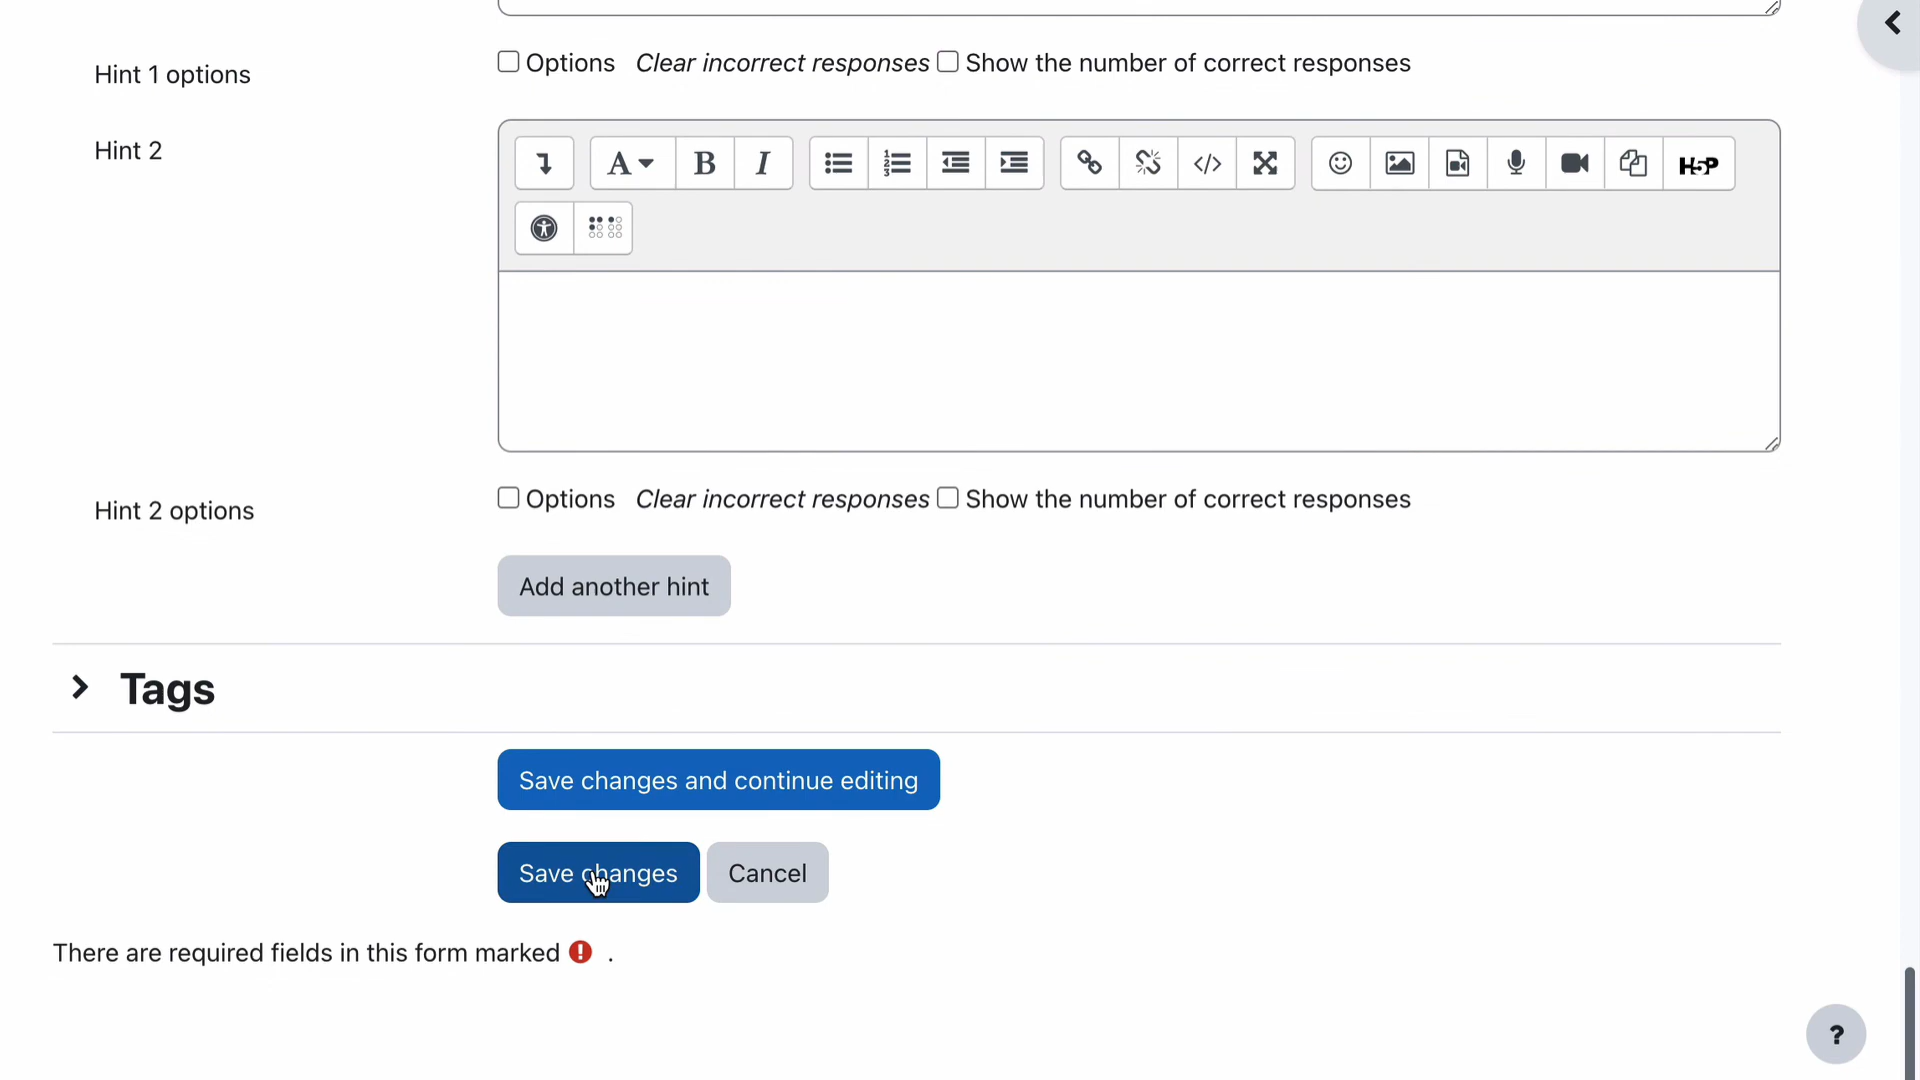 Hint 1 options
Options Clear incorrect responses Show the number of correct responses
Hint 2
A B I H5P
Hint 2 options
Options Clear incorrect responses Show the number of correct responses
Add another hint
Tags
Save changes and continue editing
Save changes Cancel
There are required fields in this form marked ! .
?